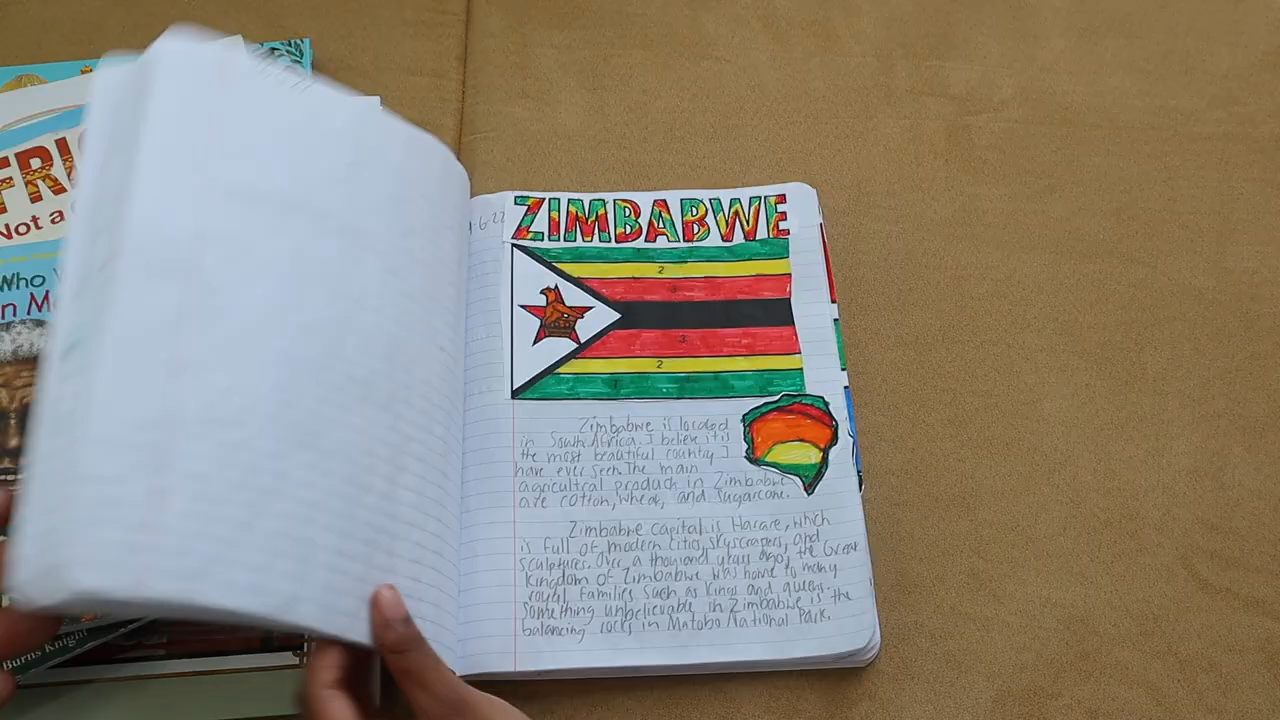 FRI
Not a
Who
n M
Burns Knight
6-22
ZIMBABWE
2
3
3
2
1
Zimbabwe is located
in South Africa. I believe it is
the most beautiful country I
have ever seen. The main
agricultral product in Zimbabwe
are cotton, wheat, and sugarcane.
Zimbabwe capital is Harare, which
is full of modern cities, skyscrapers, and
sculptures. Over a thousand years ago, the Great
Kingdom of Zimbabwe was home to many
royal families such as kings and queens.
Something unbelievable in Zimbabwe is the
balancing rocks in Matobo National Park.